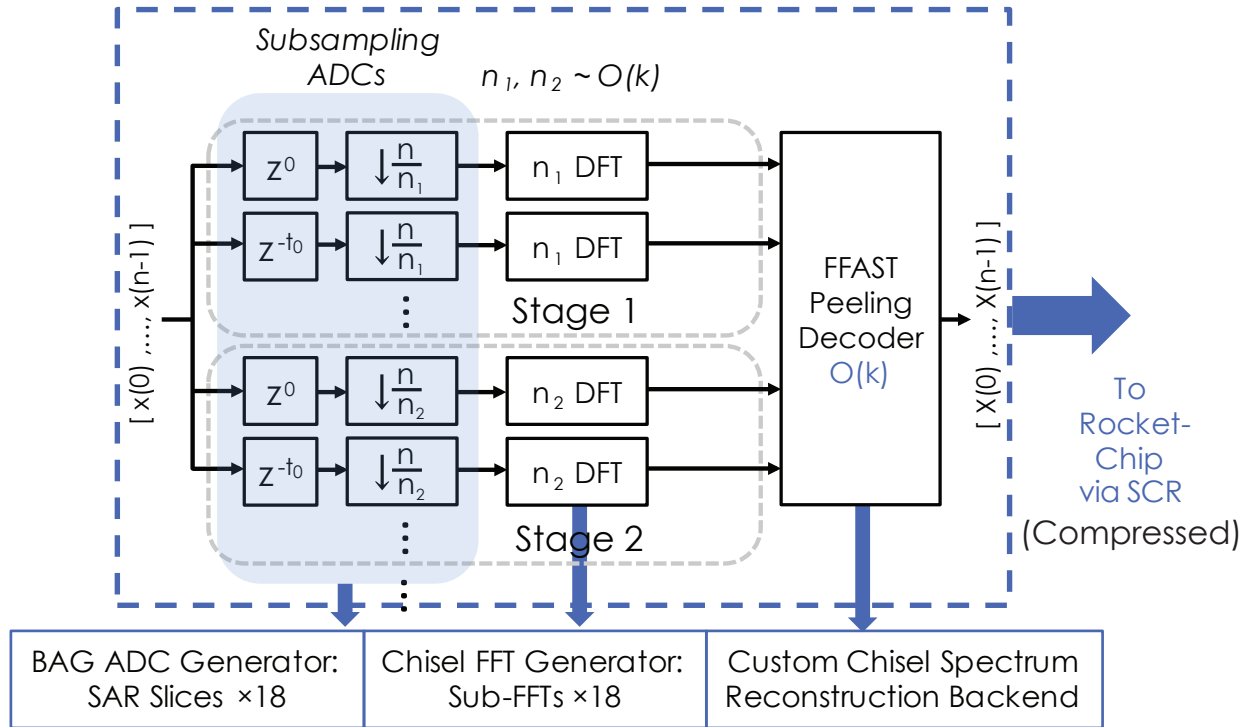 Subsampling
ADCs
n₁, n₂ ~ O(k)
[ x(0) ,...., x(n-1) ]
z⁰
↓ n/n₁
n₁ DFT
z⁻ᵗ⁰
↓ n/n₁
n₁ DFT
Stage 1
z⁰
↓ n/n₂
n₂ DFT
z⁻ᵗ⁰
↓ n/n₂
n₂ DFT
Stage 2
FFAST
Peeling
Decoder
O(k)
[ X(0) ,...., X(n-1) ]
To
Rocket-
Chip
via SCR
(Compressed)
BAG ADC Generator:
SAR Slices ×18
Chisel FFT Generator:
Sub-FFTs ×18
Custom Chisel Spectrum
Reconstruction Backend